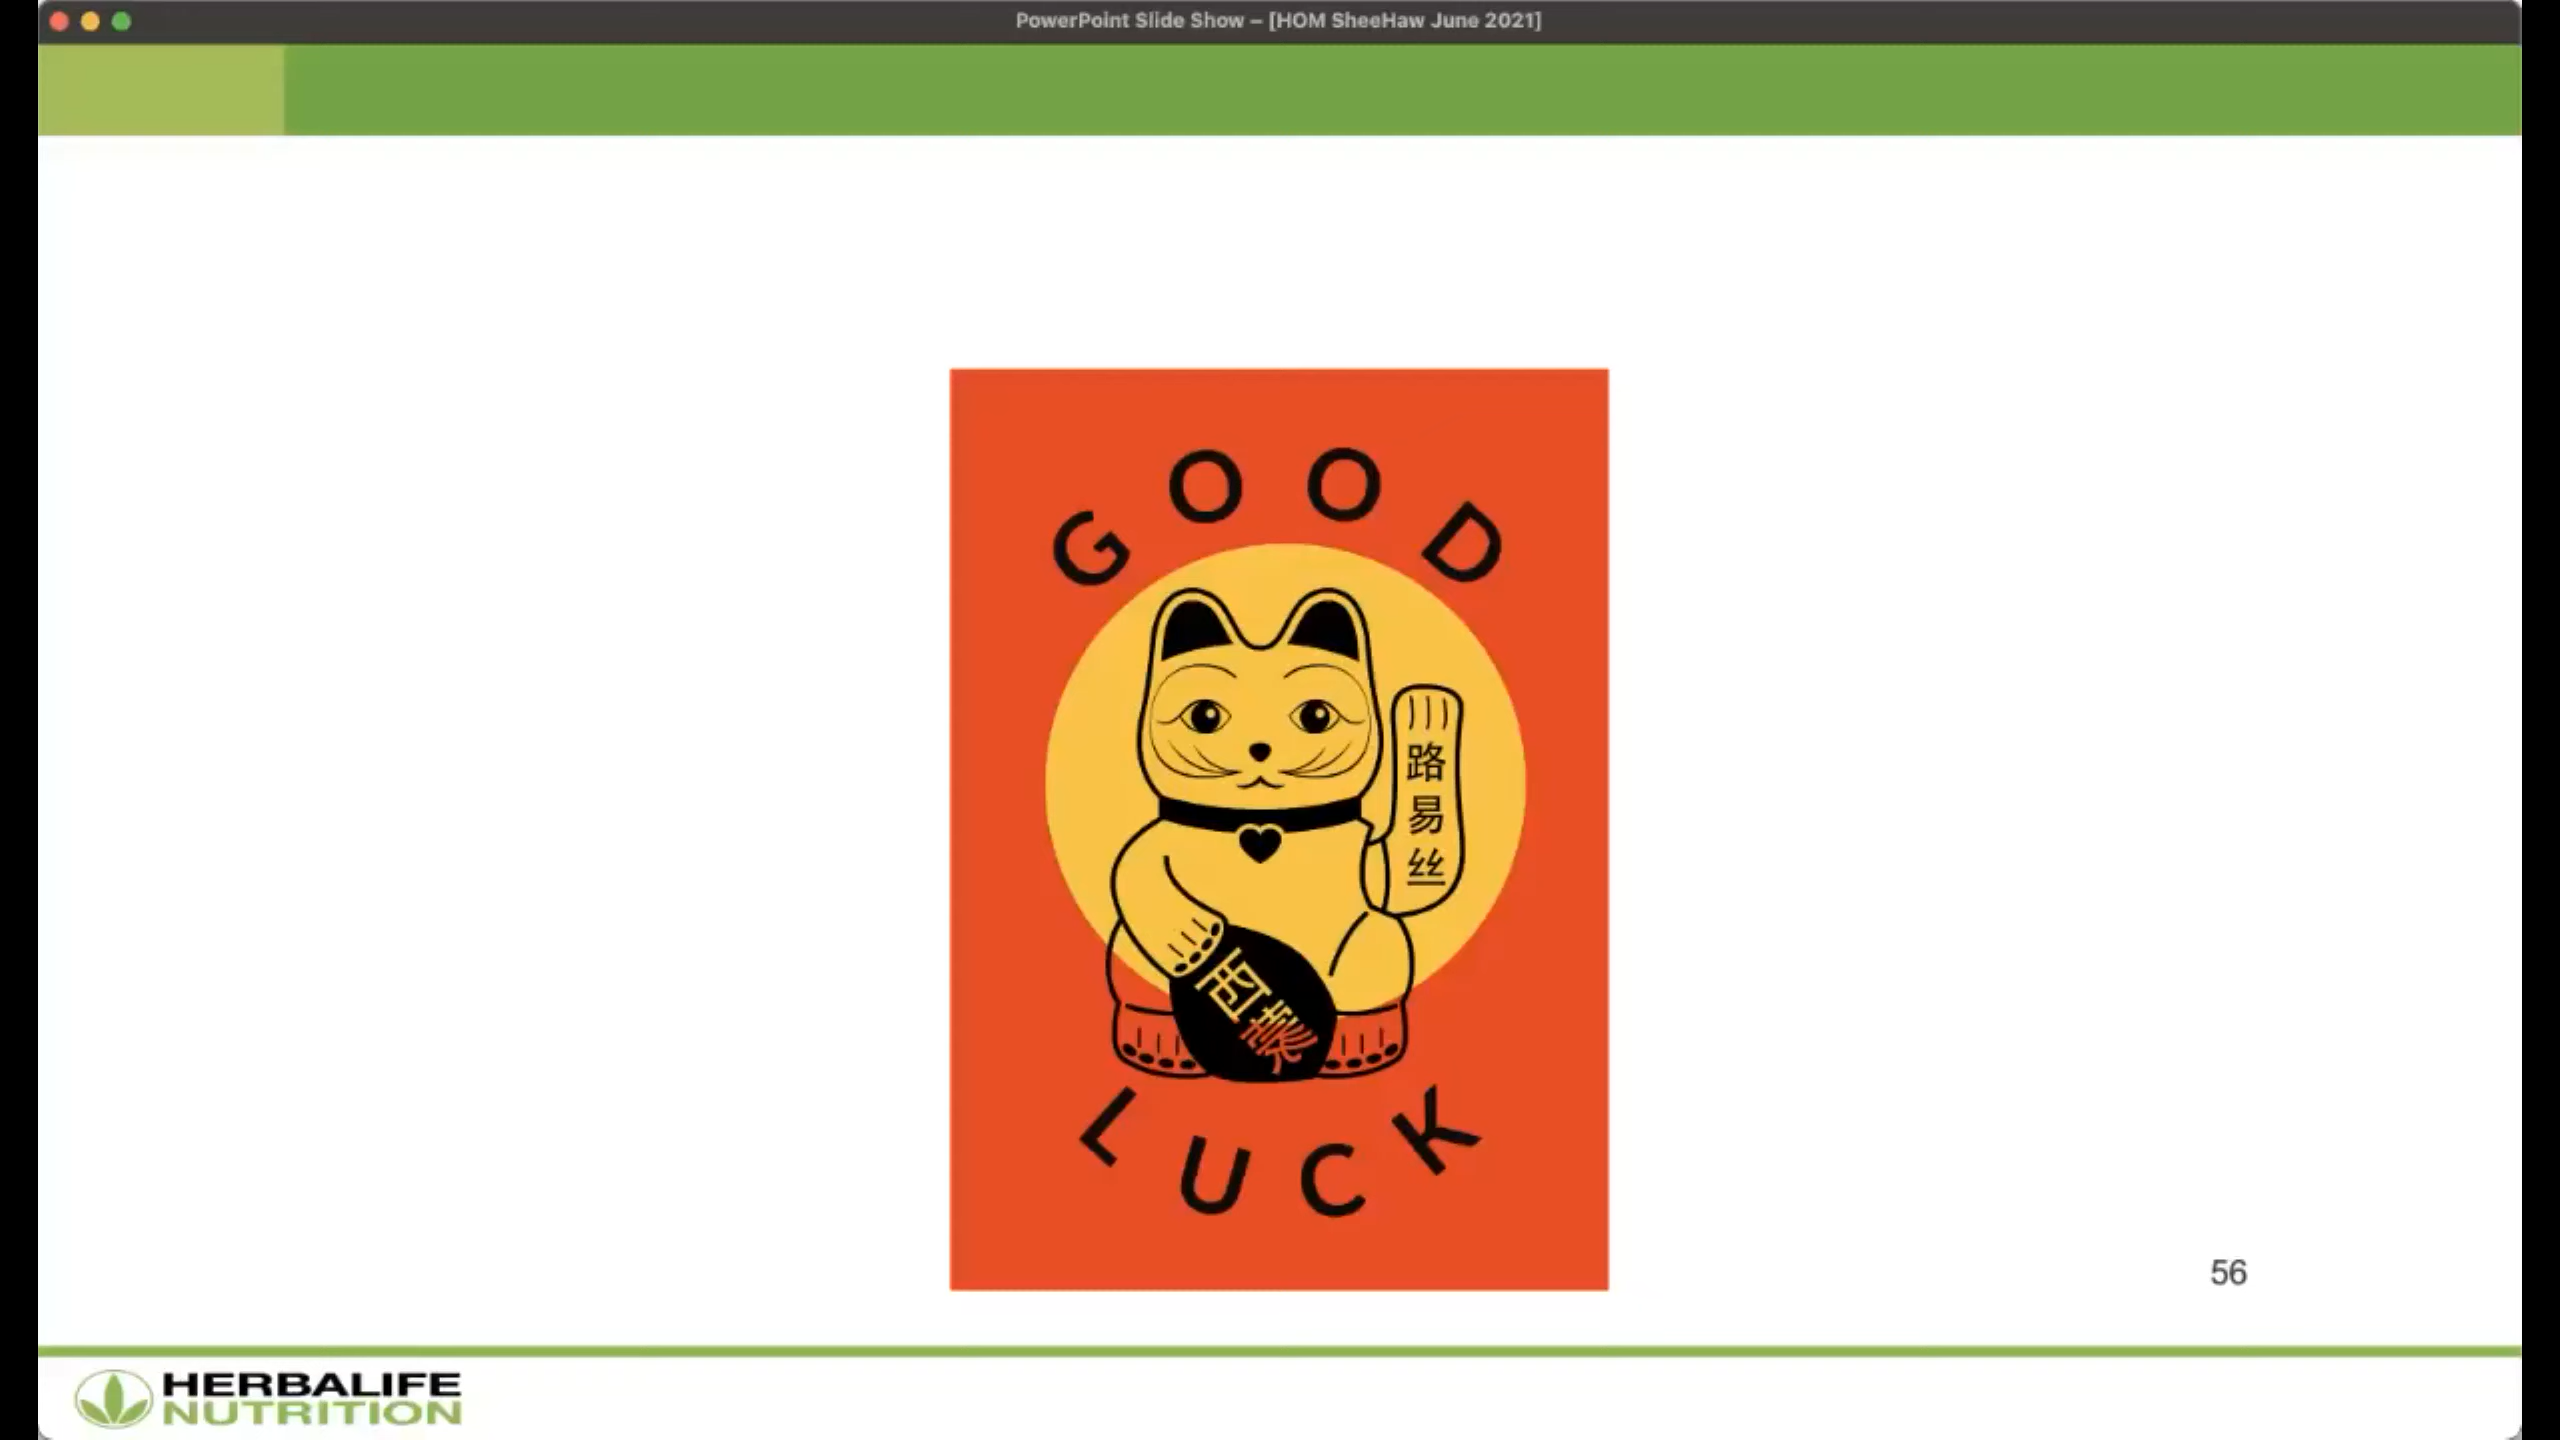 PowerPoint Slide Show – [HOM SheeHaw June 2021]
GOOD
路易丝
LUCK
56
HERBALIFE
NUTRITION